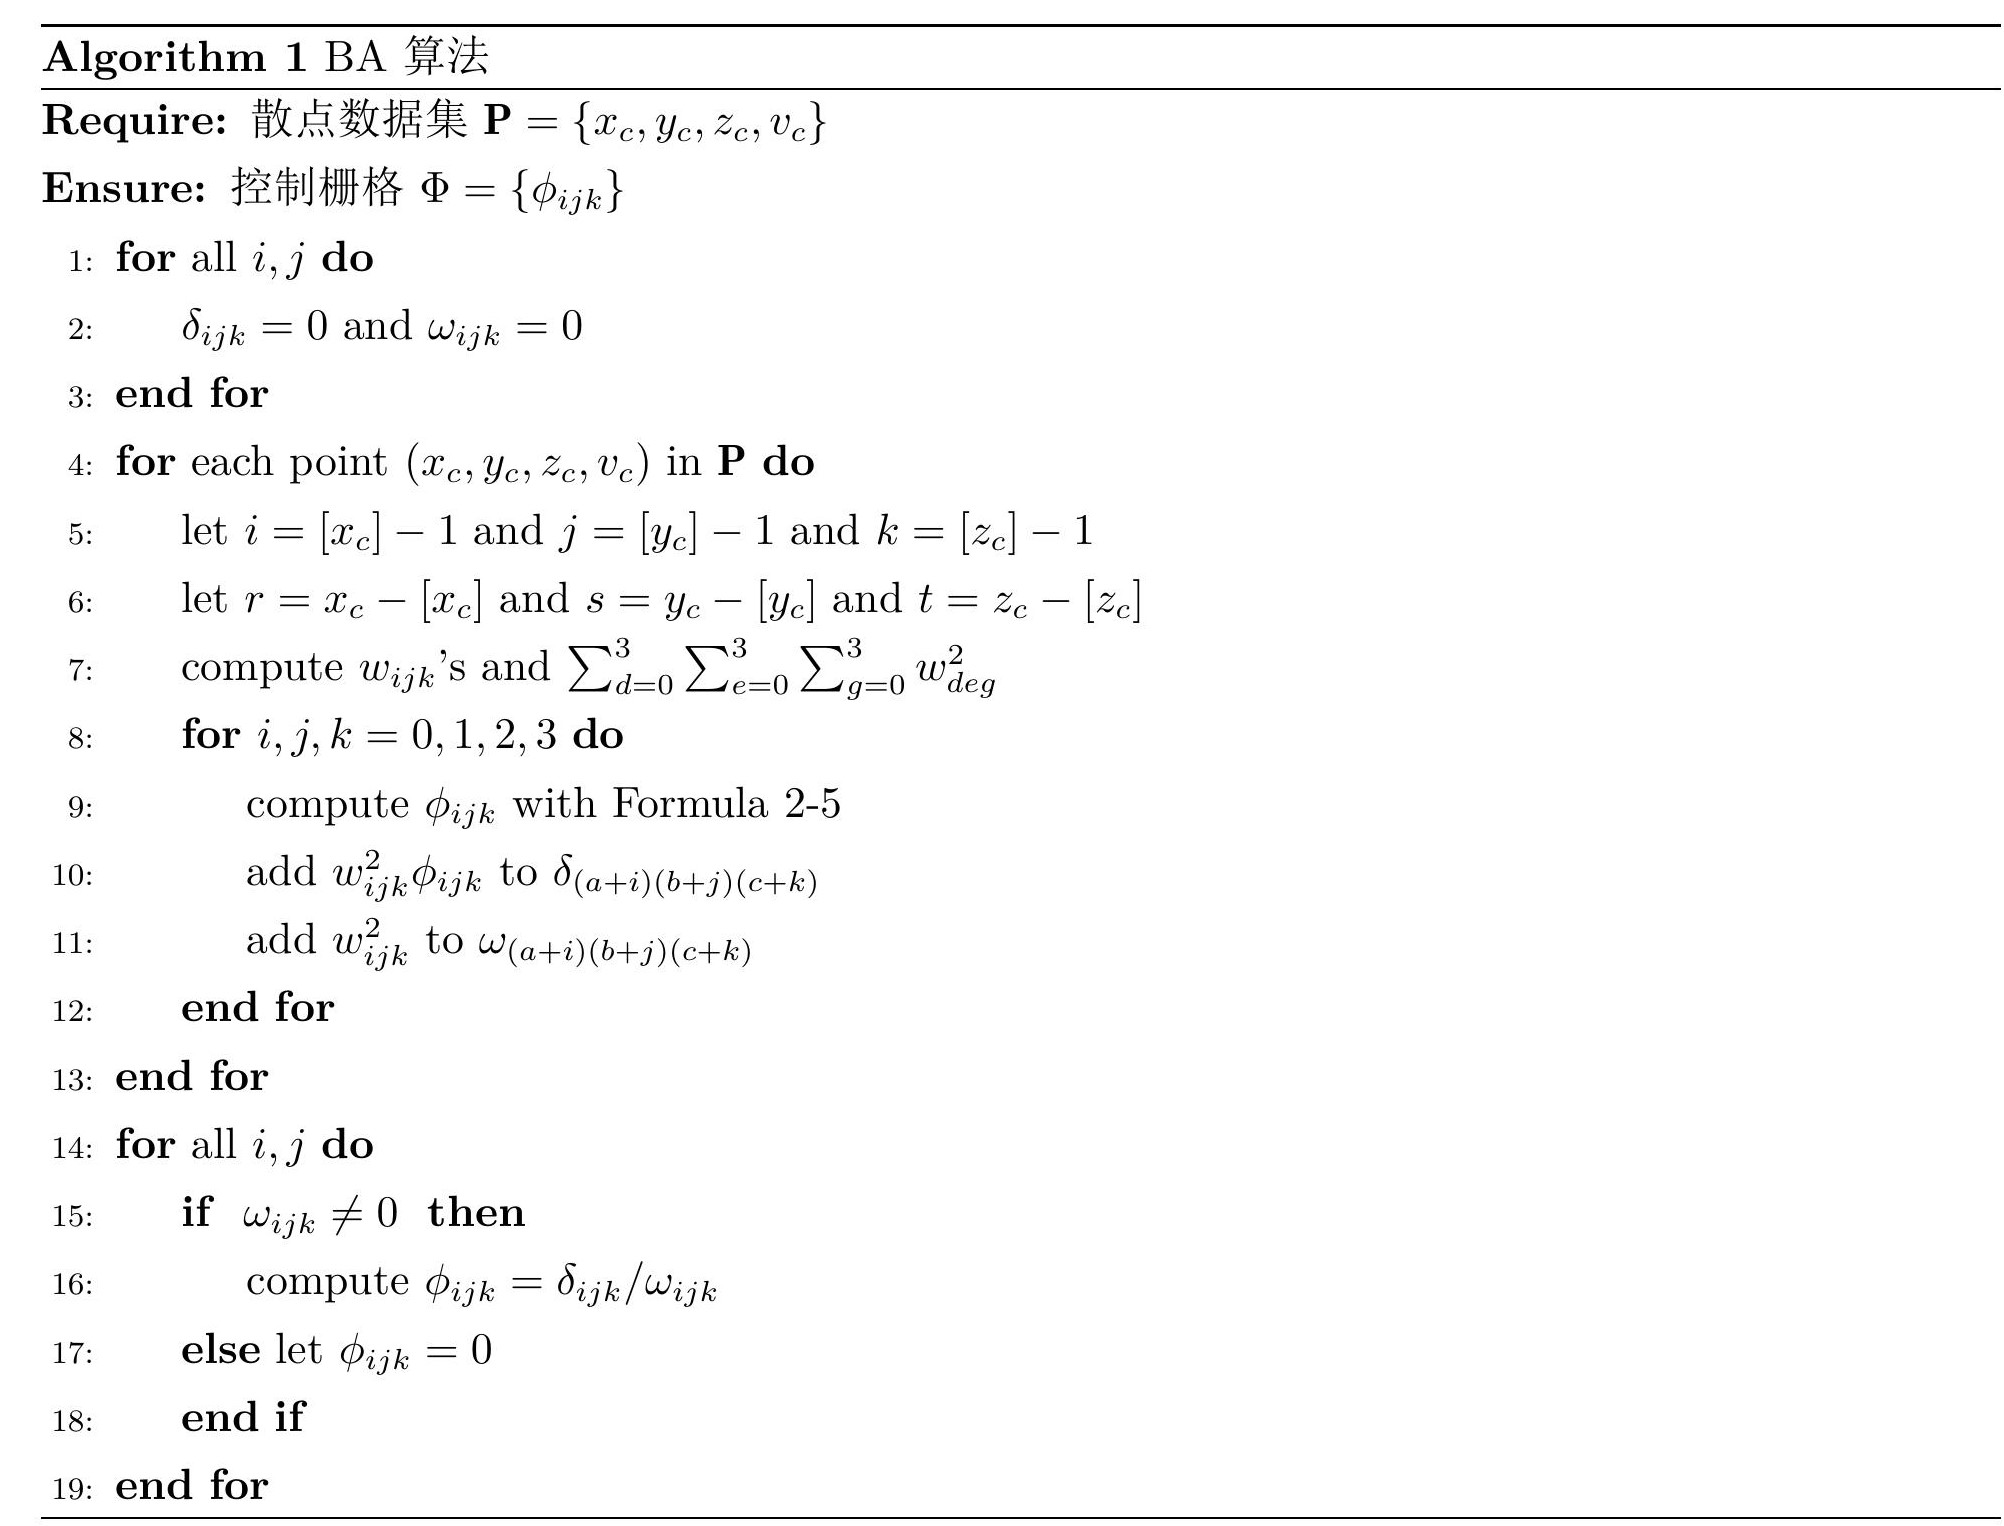 Algorithm 1 BA 算法
Require: 散点数据集 $\mathbf{P} = \{x_c, y_c, z_c, v_c\}$
Ensure: 控制栅格 $\Phi = \{\phi_{ijk}\}$
1: for all $i, j$ do
2: $\delta_{ijk} = 0$ and $\omega_{ijk} = 0$
3: end for
4: for each point $(x_c, y_c, z_c, v_c)$ in $\mathbf{P}$ do
5: let $i = [x_c] - 1$ and $j = [y_c] - 1$ and $k = [z_c] - 1$
6: let $r = x_c - [x_c]$ and $s = y_c - [y_c]$ and $t = z_c - [z_c]$
7: compute $w_{ijk}$'s and $\sum_{d=0}^{3} \sum_{e=0}^{3} \sum_{g=0}^{3} w_{deg}^2$
8: for $i, j, k = 0, 1, 2, 3$ do
9: compute $\phi_{ijk}$ with Formula 2-5
10: add $w_{ijk}^2 \phi_{ijk}$ to $\delta_{(a+i)(b+j)(c+k)}$
11: add $w_{ijk}^2$ to $\omega_{(a+i)(b+j)(c+k)}$
12: end for
13: end for
14: for all $i, j$ do
15: if $\omega_{ijk} \neq 0$ then
16: compute $\phi_{ijk} = \delta_{ijk} / \omega_{ijk}$
17: else let $\phi_{ijk} = 0$
18: end if
19: end for